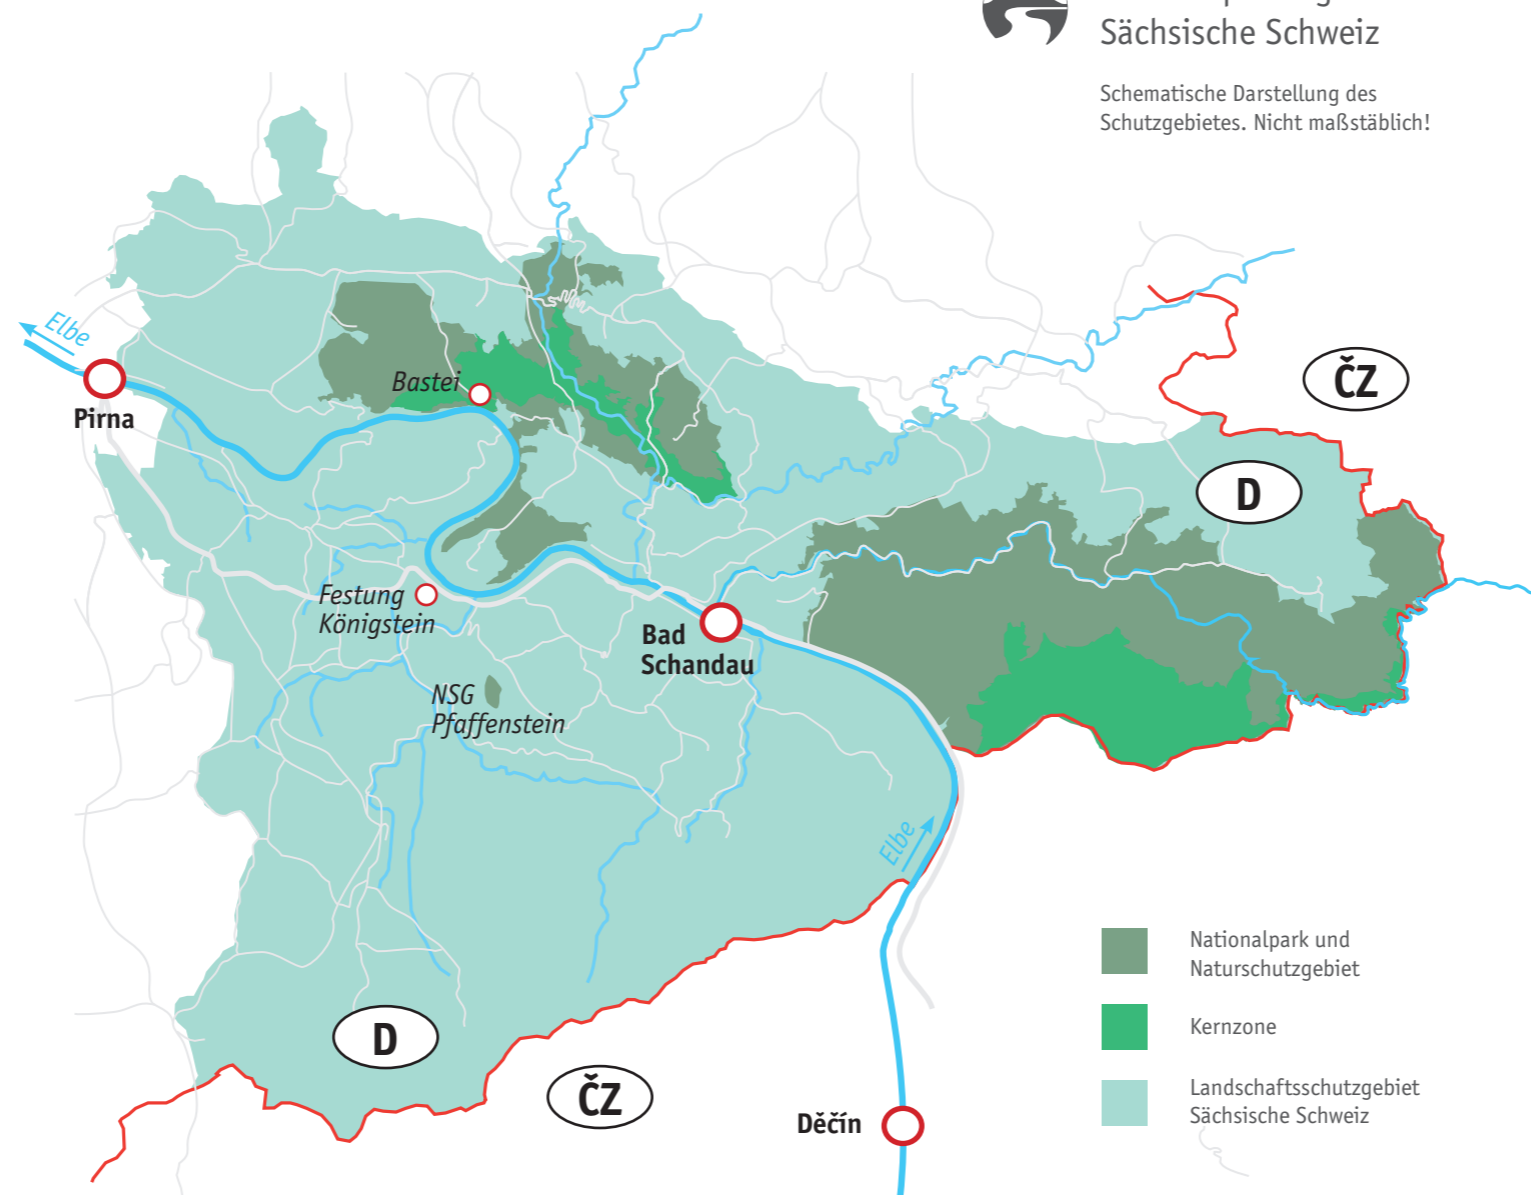 Sächsische Schweiz
Schematische Darstellung des
Schutzgebietes. Nicht maßstäblich!
Elbe
Pirna
Bastei
ČZ
D
Festung
Königstein
Bad
Schandau
NSG
Pfaffenstein
Elbe
D
ČZ
Děčín
Nationalpark und
Naturschutzgebiet
Kernzone
Landschaftsschutzgebiet
Sächsische Schweiz